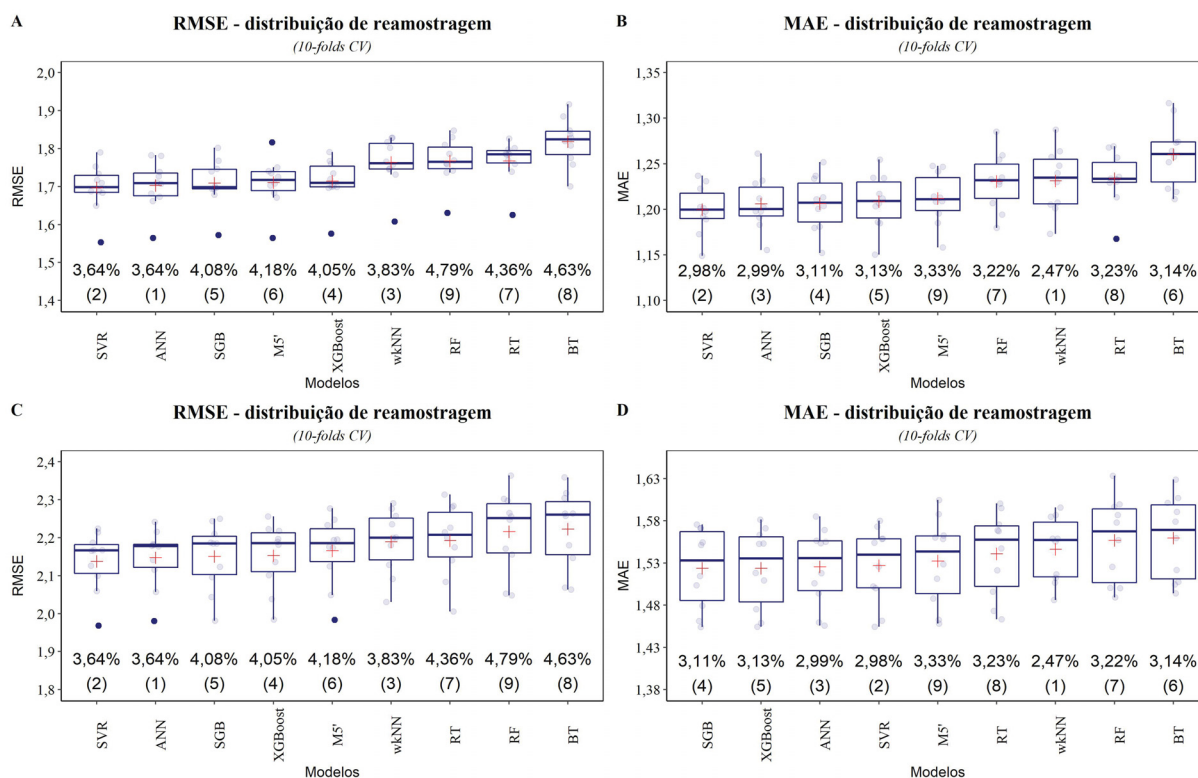 A
RMSE - distribuição de reamostragem
(10-folds CV)
RMSE
2,0
1,9
1,8
1,7
1,6
1,5
1,4
3,64% 3,64% 4,08% 4,18% 4,05% 3,83% 4,79% 4,36% 4,63%
(2) (1) (5) (6) (4) (3) (9) (7) (8)
SVR ANN SGB M5' XGBoost wkNN RF RT BT
Modelos
B
MAE - distribuição de reamostragem
(10-folds CV)
MAE
1,35
1,30
1,25
1,20
1,15
1,10
2,98% 2,99% 3,11% 3,13% 3,33% 3,22% 2,47% 3,23% 3,14%
(2) (3) (4) (5) (9) (7) (1) (8) (6)
SVR ANN SGB XGBoost M5' RF wkNN RT BT
Modelos
C
RMSE - distribuição de reamostragem
(10-folds CV)
RMSE
2,4
2,3
2,2
2,1
2,0
1,9
1,8
3,64% 3,64% 4,08% 4,05% 4,18% 3,83% 4,36% 4,79% 4,63%
(2) (1) (5) (4) (6) (3) (7) (9) (8)
SVR ANN SGB XGBoost M5' wkNN RT RF BT
Modelos
D
MAE - distribuição de reamostragem
(10-folds CV)
MAE
1,63
1,58
1,53
1,48
1,43
1,38
3,11% 3,13% 2,99% 2,98% 3,33% 3,23% 2,47% 3,22% 3,14%
(4) (5) (3) (2) (9) (8) (1) (7) (6)
SGB XGBoost ANN SVR M5' RT wkNN RF BT
Modelos